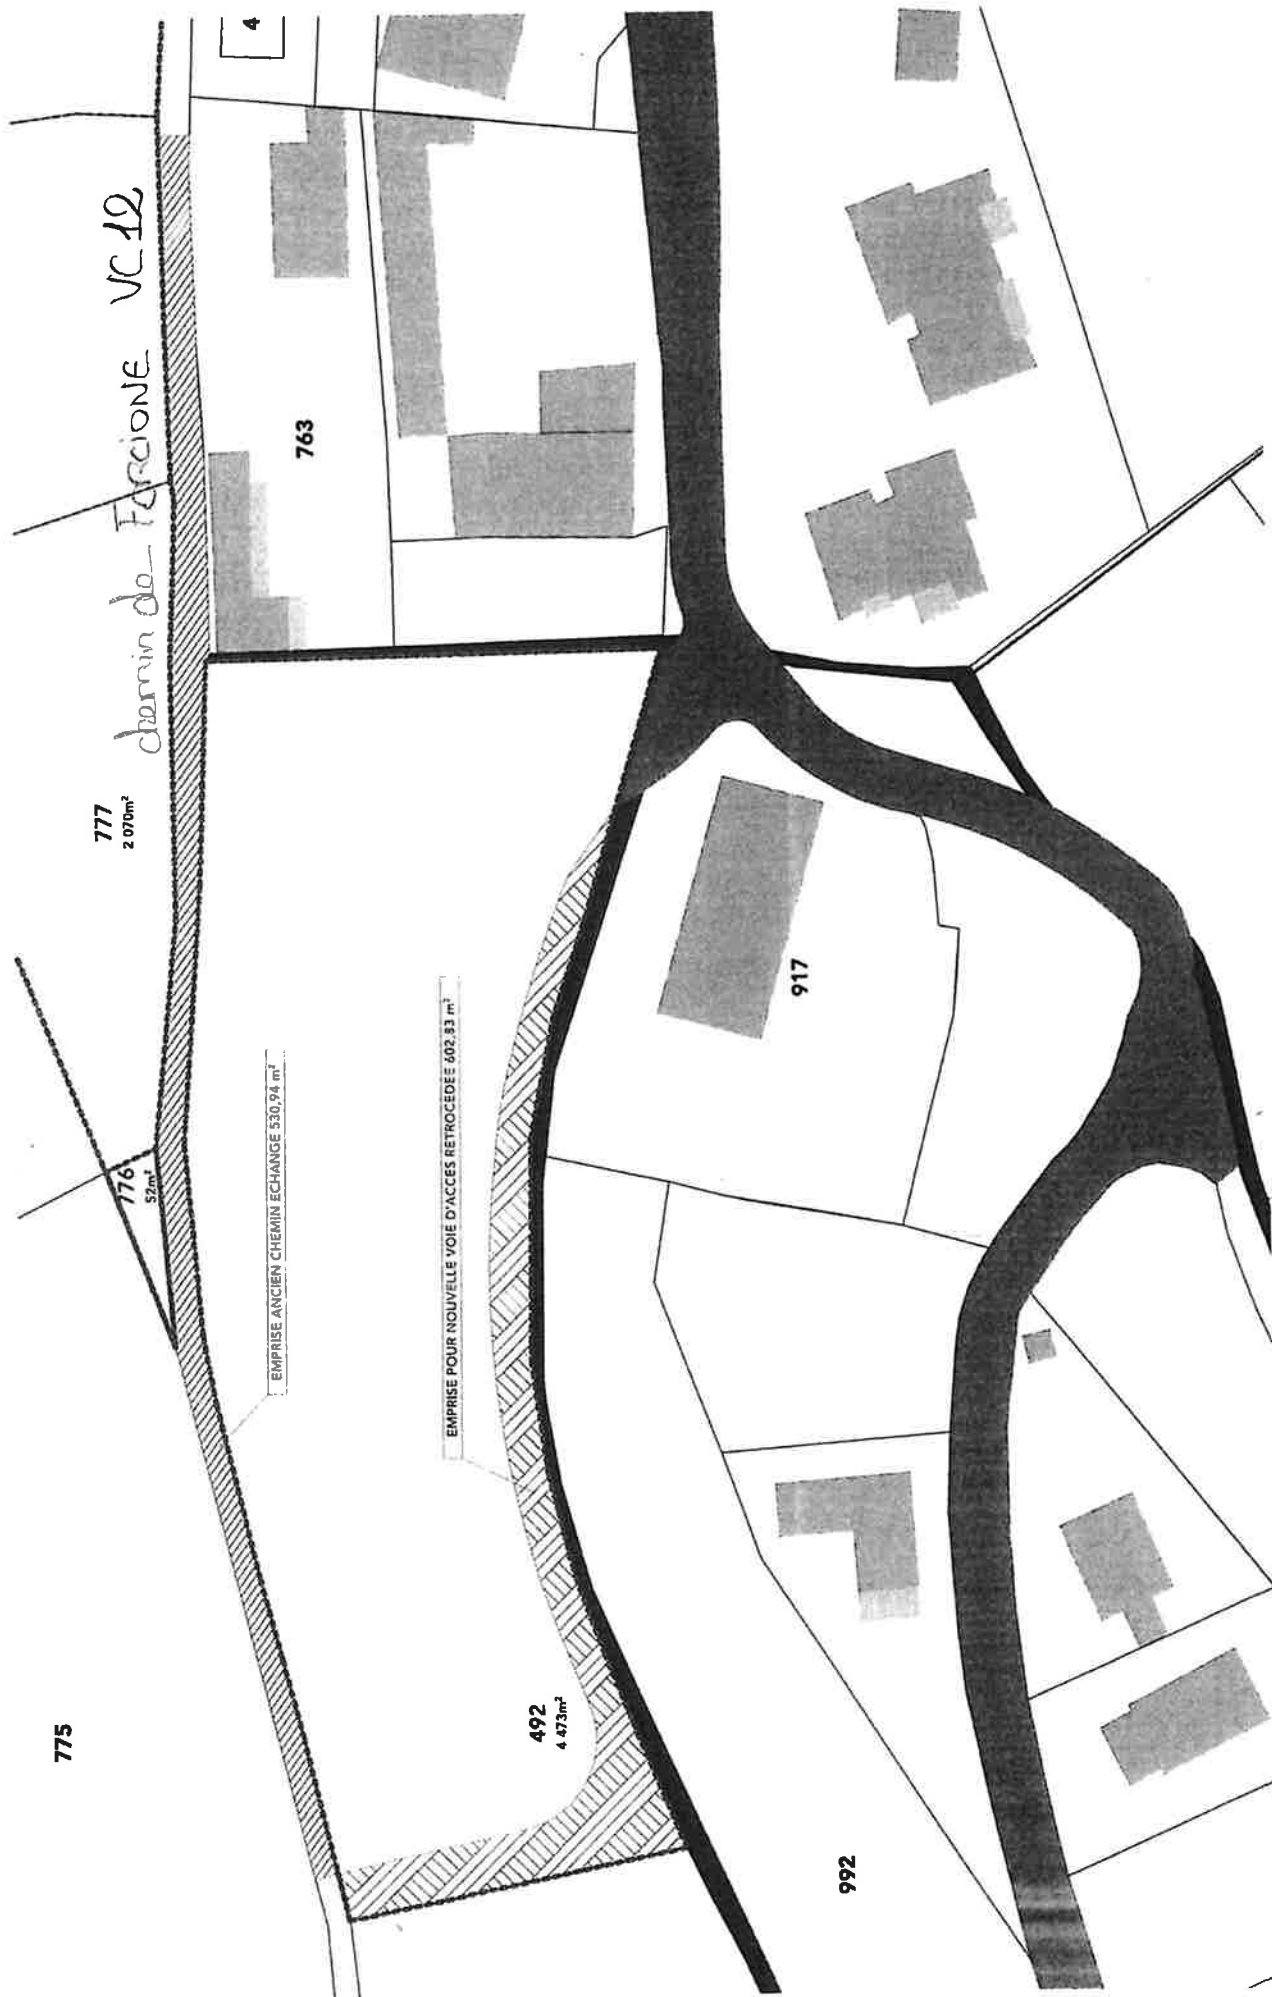 775
777
2 070m²
776
52m²
chemin de FORCIONE VC 12
4
763
EMPRISE ANCIEN CHEMIN ECHANGE 530,94 m²
EMPRISE POUR NOUVELLE VOIE D'ACCES RETROCEDEE 602.83 m²
492
4 473m²
917
992